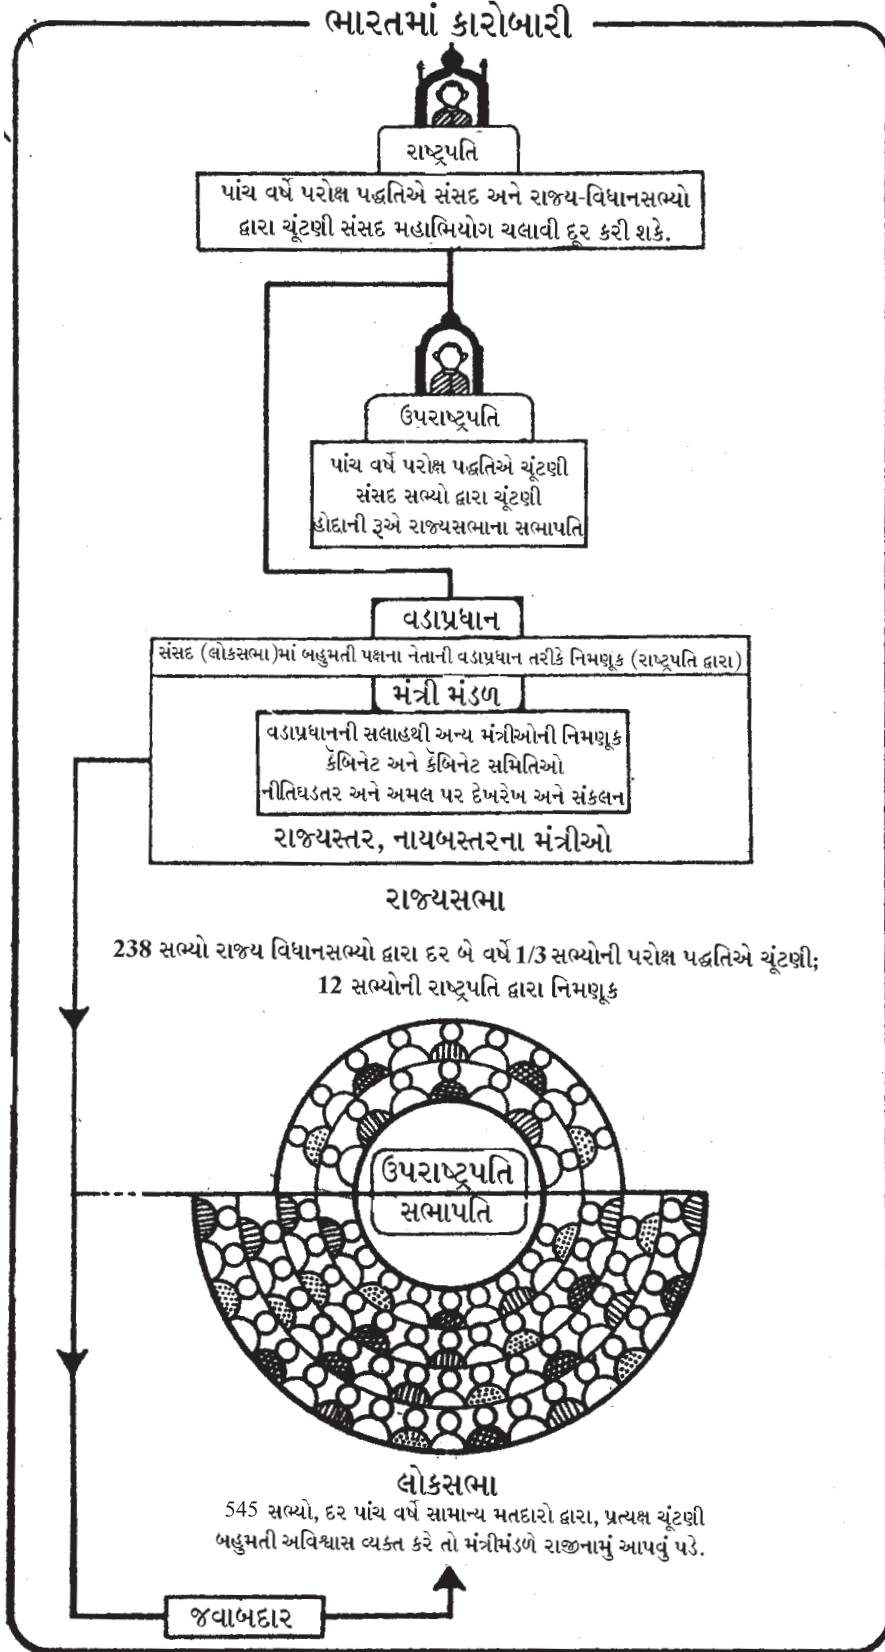 ભારતમાં કારોબારી
રાષ્ટ્રપતિ
પાંચ વર્ષે પરોક્ષ પદ્ધતિએ સંસદ અને રાજ્ય-વિધાનસભ્યો
દ્વારા ચૂંટણી સંસદ મહાભિયોગ ચલાવી દૂર કરી શકે.
ઉપરાષ્ટ્રપતિ
પાંચ વર્ષે પરોક્ષ પદ્ધતિએ ચૂંટણી
સંસદ સભ્યો દ્વારા ચૂંટણી
હોદ્દાની રૂએ રાજ્યસભાના સભાપતિ
વડાપ્રધાન
સંસદ (લોકસભા)માં બહુમતી પક્ષના નેતાની વડાપ્રધાન તરીકે નિમણૂક (રાષ્ટ્રપતિ દ્વારા)
મંત્રી મંડળ
વડાપ્રધાનની સલાહથી અન્ય મંત્રીઓની નિમણૂક
કૅબિનેટ અને કૅબિનેટ સમિતિઓ
નીતિઘડતર અને અમલ પર દેખરેખ અને સંકલન
રાજ્યસ્તર, નાયબસ્તરના મંત્રીઓ
રાજ્યસભા
238 સભ્યો રાજ્ય વિધાનસભ્યો દ્વારા દર બે વર્ષે 1/3 સભ્યોની પરોક્ષ પદ્ધતિએ ચૂંટણી;
12 સભ્યોની રાષ્ટ્રપતિ દ્વારા નિમણૂક
ઉપરાષ્ટ્રપતિ
સભાપતિ
લોકસભા
545 સભ્યો, દર પાંચ વર્ષે સામાન્ય મતદારો દ્વારા, પ્રત્યક્ષ ચૂંટણી
બહુમતી અવિશ્વાસ વ્યક્ત કરે તો મંત્રીમંડળે રાજીનામું આપવું પડે.
જવાબદાર